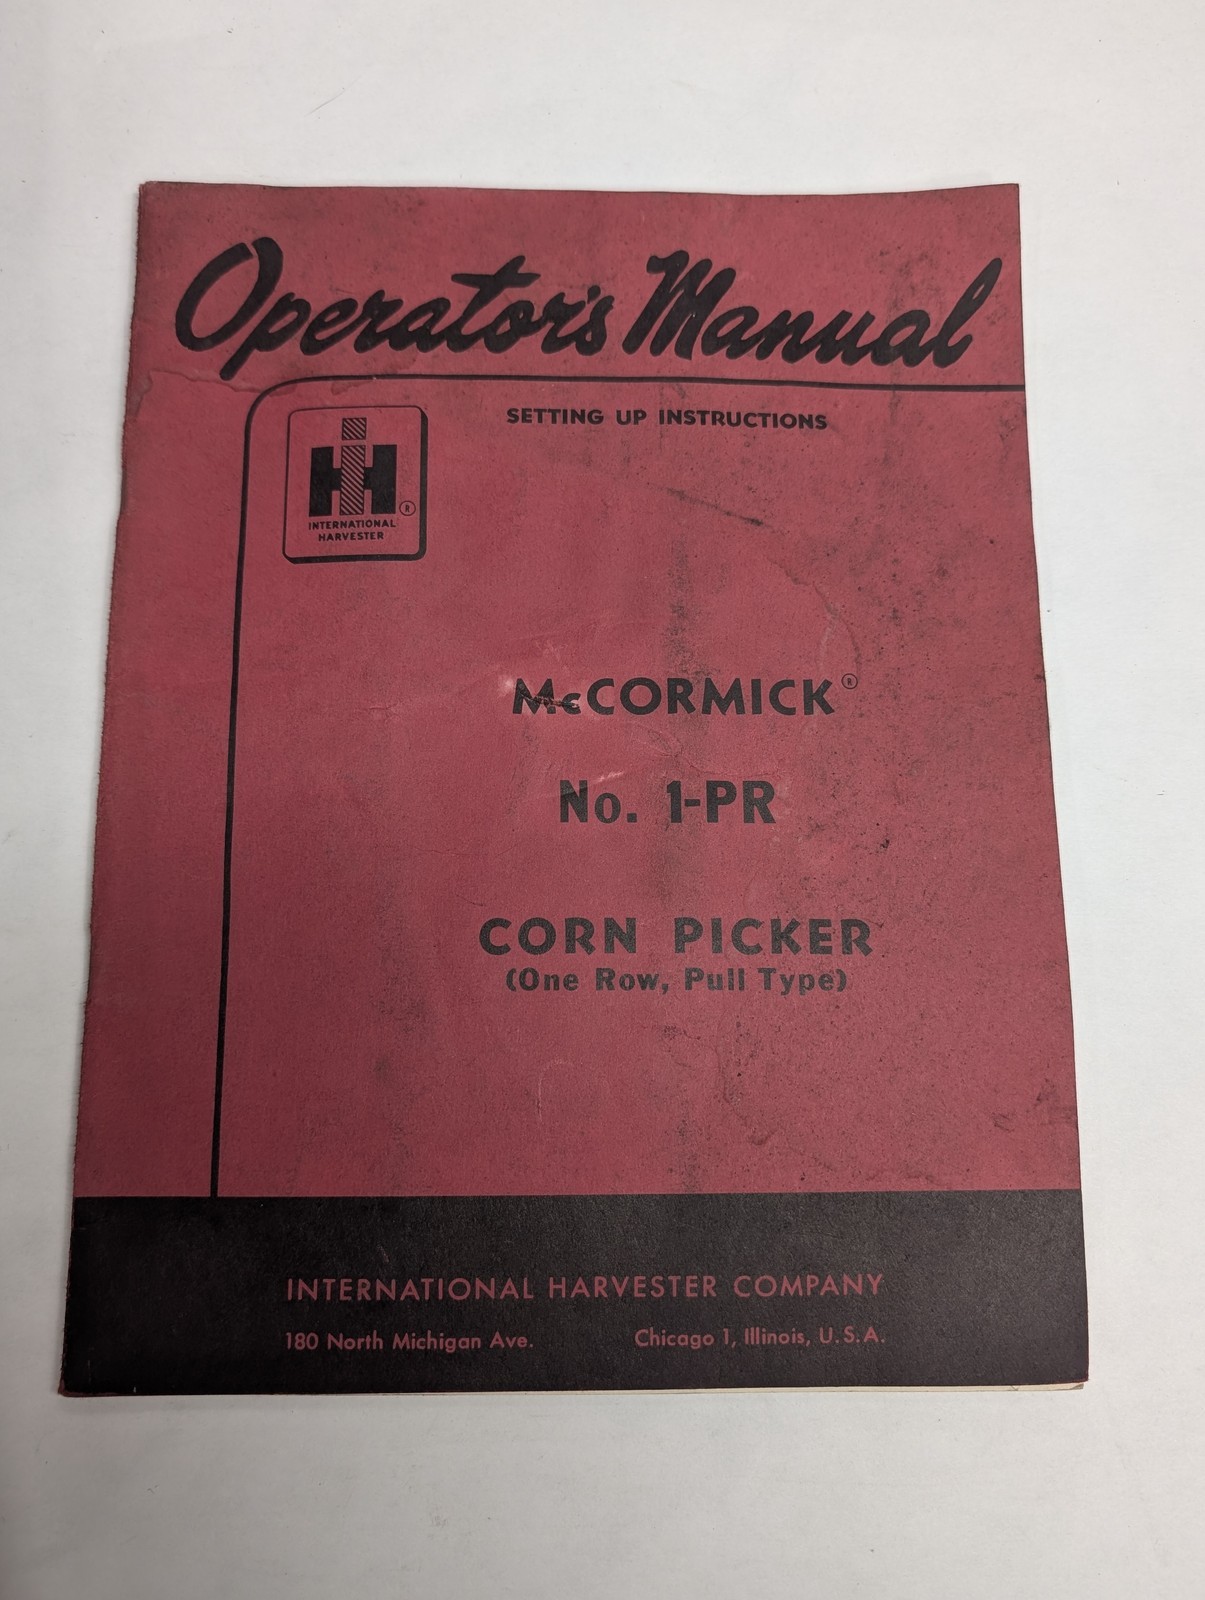 Operator's Manual
SETTING UP INSTRUCTIONS
IH ®
INTERNATIONAL
HARVESTER
McCORMICK®
No. 1-PR
CORN PICKER
(One Row, Pull Type)
INTERNATIONAL HARVESTER COMPANY
180 North Michigan Ave. Chicago 1, Illinois, U.S.A.